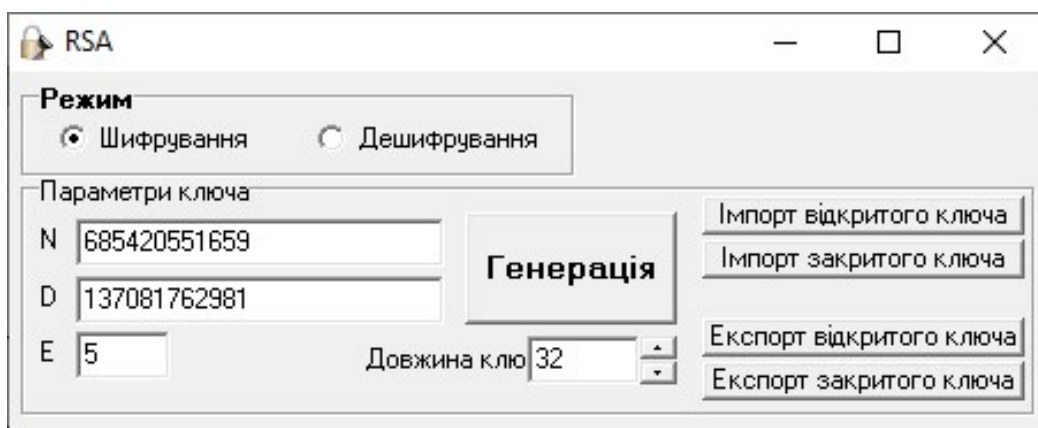 RSA
Режим
Шифрування Дешифрування
Параметри ключа
N 685420551659
D 137081762981
E 5
Генерація
Довжина клю 32
Імпорт відкритого ключа
Імпорт закритого ключа
Експорт відкритого ключа
Експорт закритого ключа